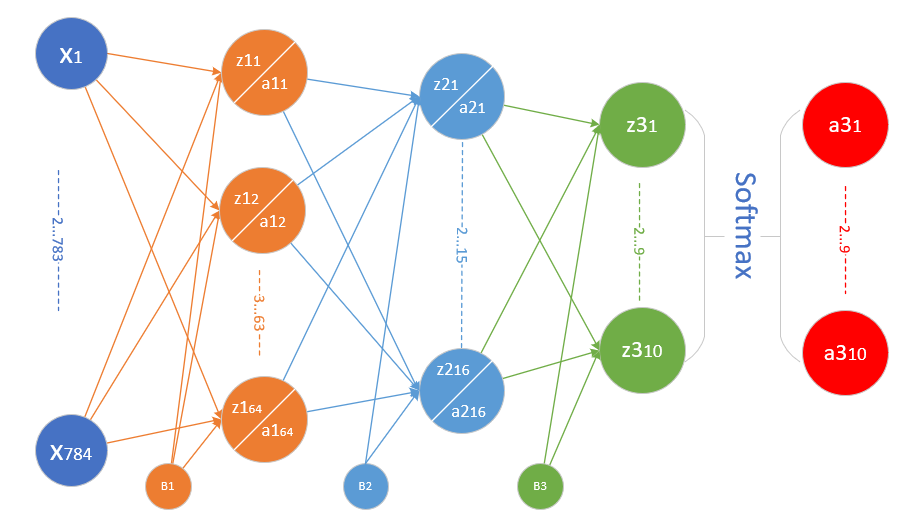 X1
2...783
X784
z11
a11
z12
a12
3...63
z164
a164
B1
z21
a21
2...15
z216
a216
B2
z31
2...9
z310
B3
Softmax
a31
2...9
a310